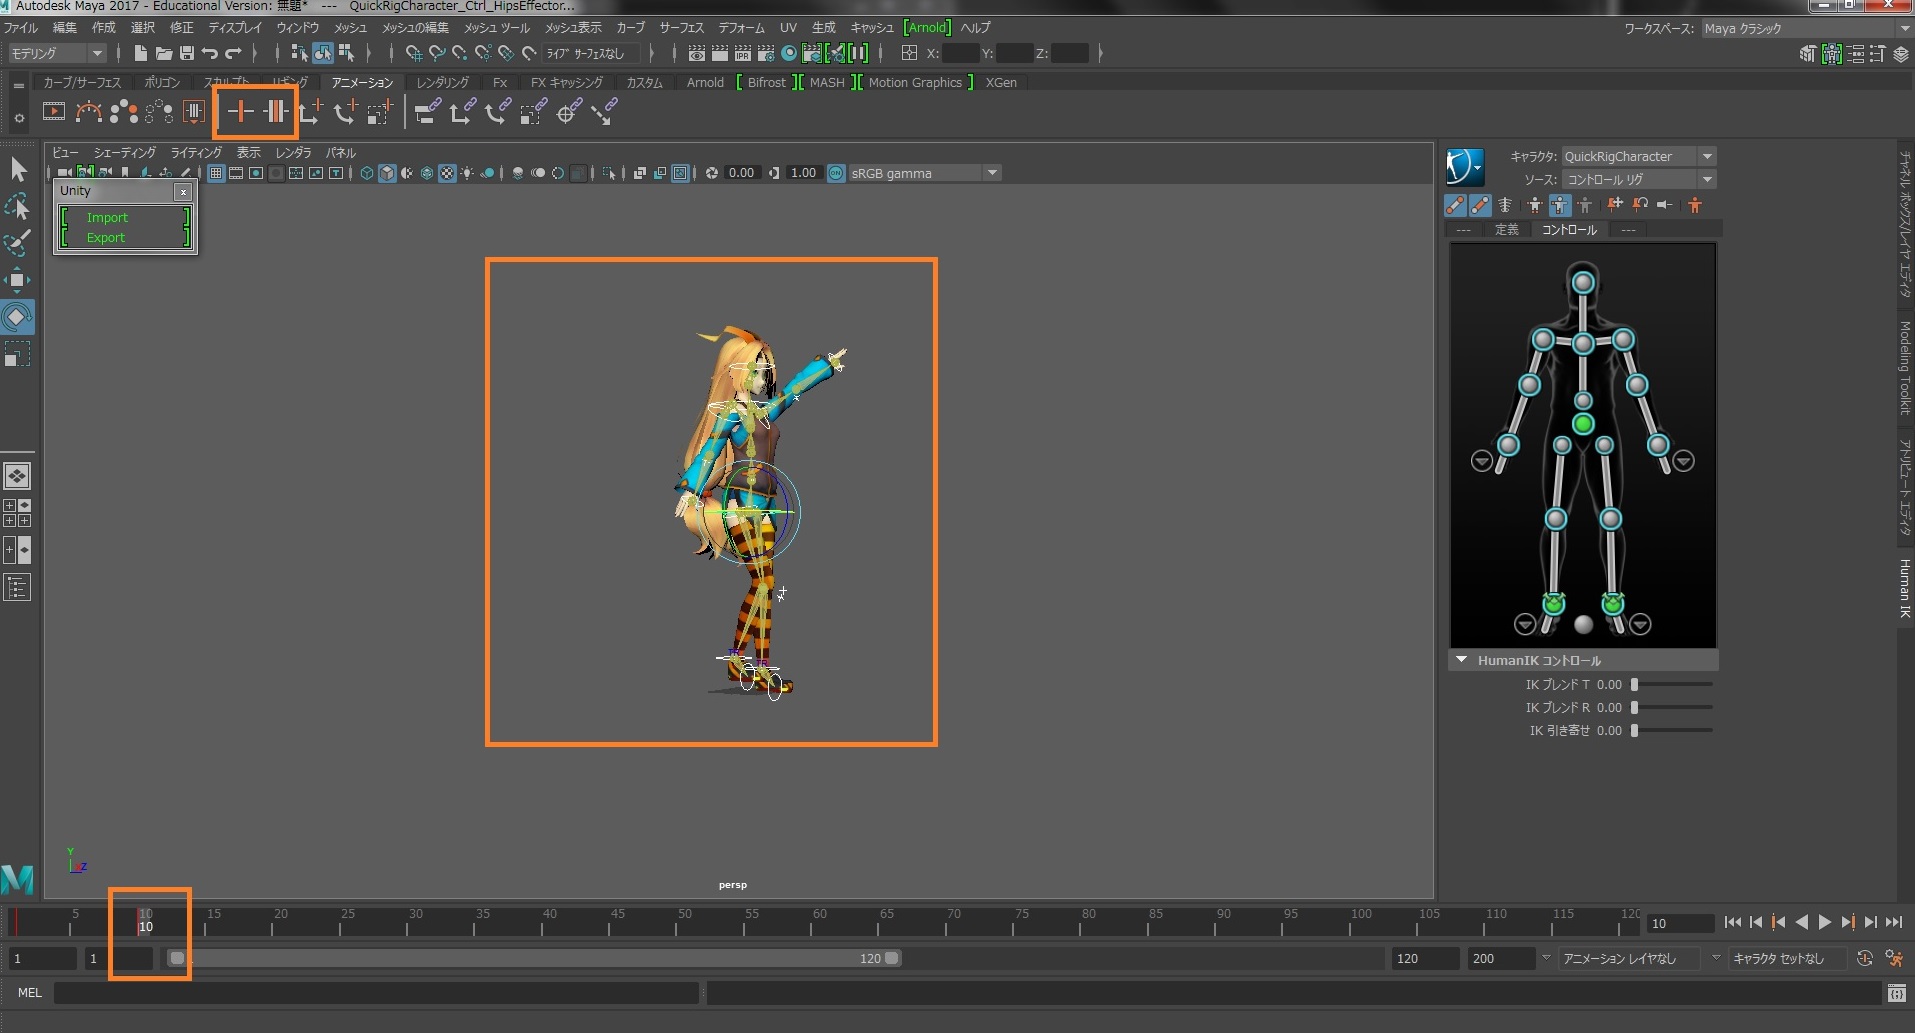 Autodesk Maya 2017 - Educational Version: 無題*   ---   QuickRigCharacter_Ctrl_HipsEffector...
ファイル 編集 作成 選択 修正 ディスプレイ ウィンドウ メッシュ メッシュの編集 メッシュ ツール メッシュ表示 カーブ サーフェス デフォーム UV 生成 キャッシュ [Arnold] ヘルプ ワークスペース: Maya クラシック
モデリング ライブ サーフェスなし IPR X: Y: Z:
カーブ/サーフェス ポリゴン スカルプト リギング アニメーション レンダリング Fx FX キャッシング カスタム Arnold [ Bifrost ][ MASH ][ Motion Graphics ] XGen
ビュー シェーディング ライティング 表示 レンダラ パネル
0.00 1.00 ON sRGB gamma
Unity x
Import
Export
キャラクタ: QuickRigCharacter
ソース: コントロール リグ
--- 定義 コントロール ---
チャネル ボックス/レイヤ エディタ
Modeling Toolkit
アトリビュート エディタ
Human IK
HumanIK コントロール
IK ブレンド T 0.00
IK ブレンド R 0.00
IK 引き寄せ 0.00
TR
TR
Y
Z
persp
5 10 15 20 25 30 35 40 45 50 55 60 65 70 75 80 85 90 95 100 105 110 115 120
10 10
1 1 120 120 200 アニメーション レイヤなし キャラクタ セットなし
MEL